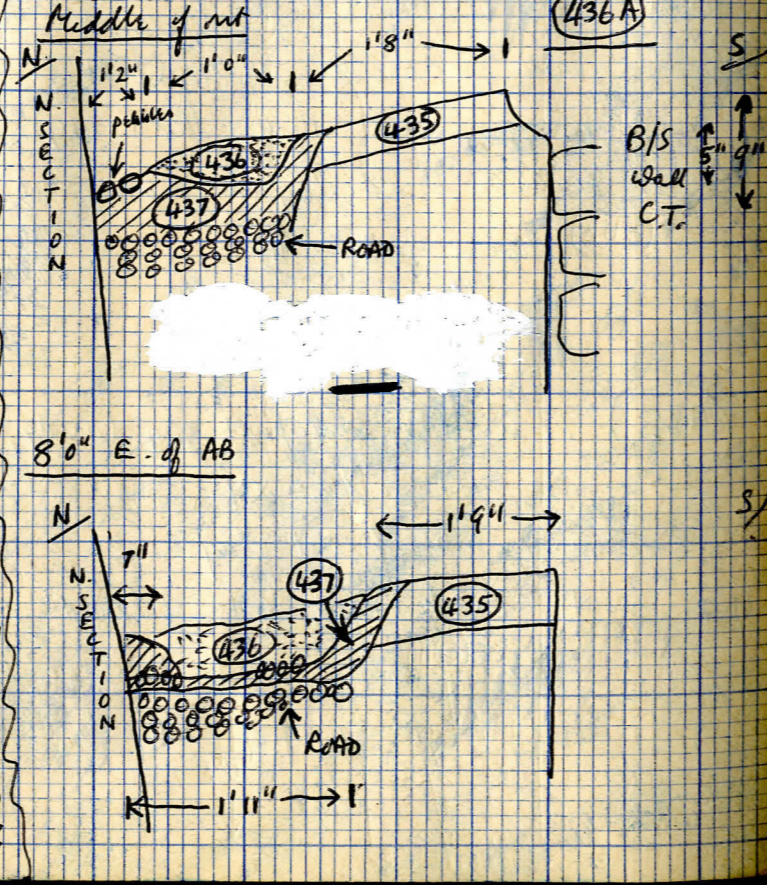 Middle of
436A
N
S
1'2"
1'0"
1'8"
pebbles
N. SECTION
436
435
437
ROAD
B/S
Wall
C.T.
5"
9"
8'0" E. of AB
N
S
7"
1'9"
N. SECTION
437
435
436
ROAD
1'11"